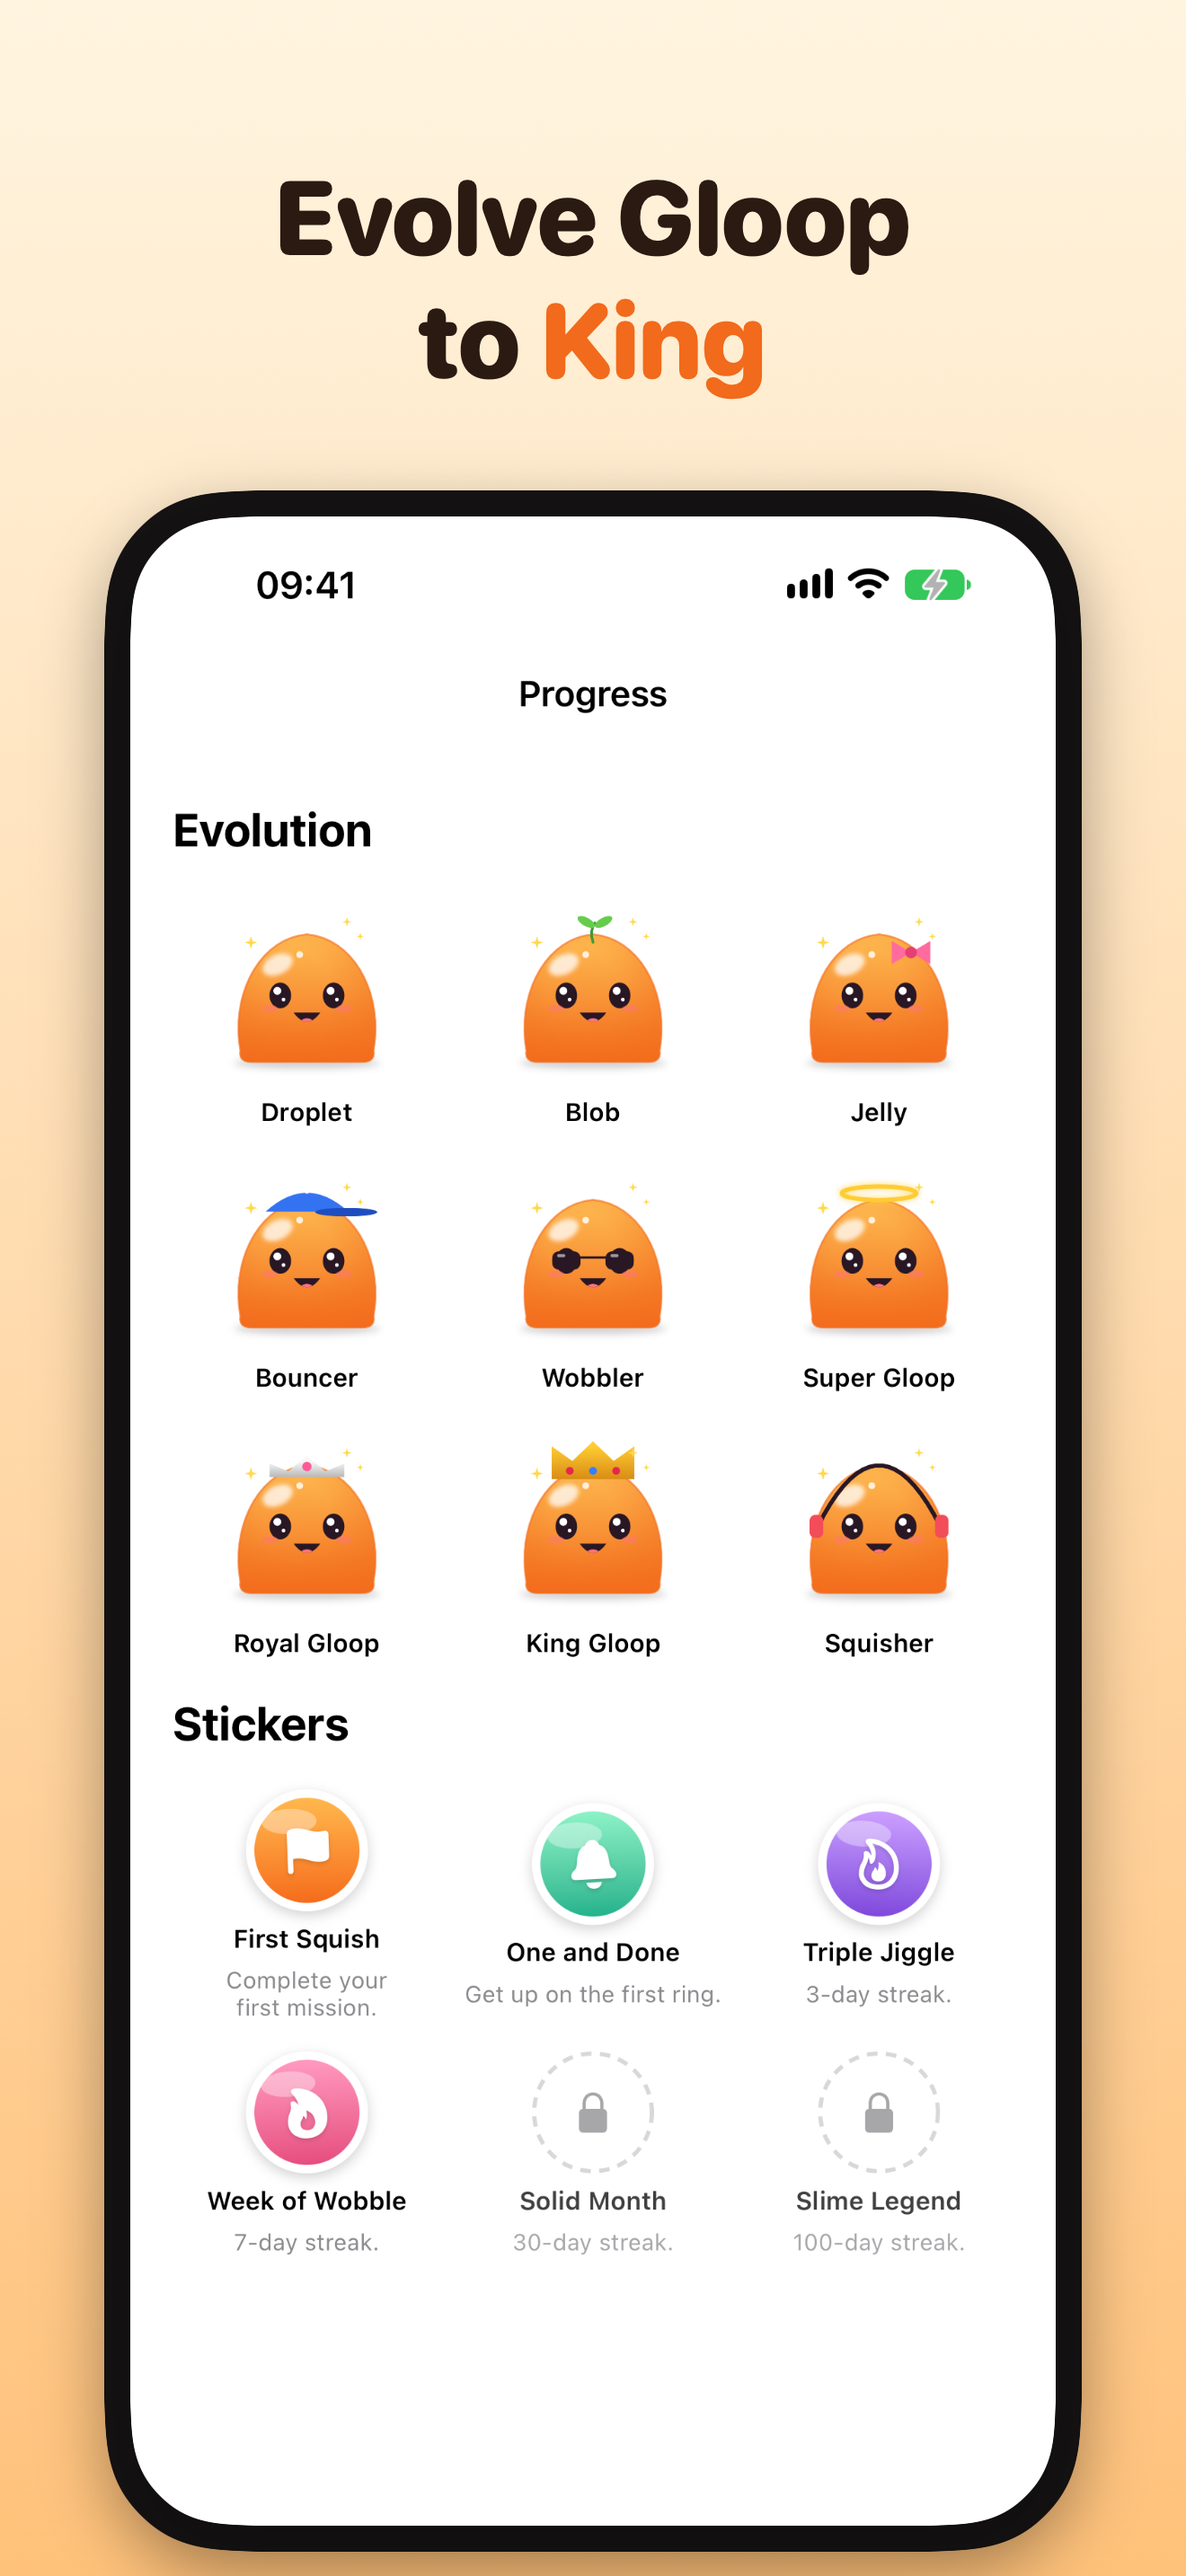 Evolve Gloop
to King
09:41
Progress
Evolution
Droplet
Blob
Jelly
Bouncer
Wobbler
Super Gloop
Royal Gloop
King Gloop
Squisher
Stickers
First Squish
Complete your
first mission.
One and Done
Get up on the first ring.
Triple Jiggle
3-day streak.
Week of Wobble
7-day streak.
Solid Month
30-day streak.
Slime Legend
100-day streak.